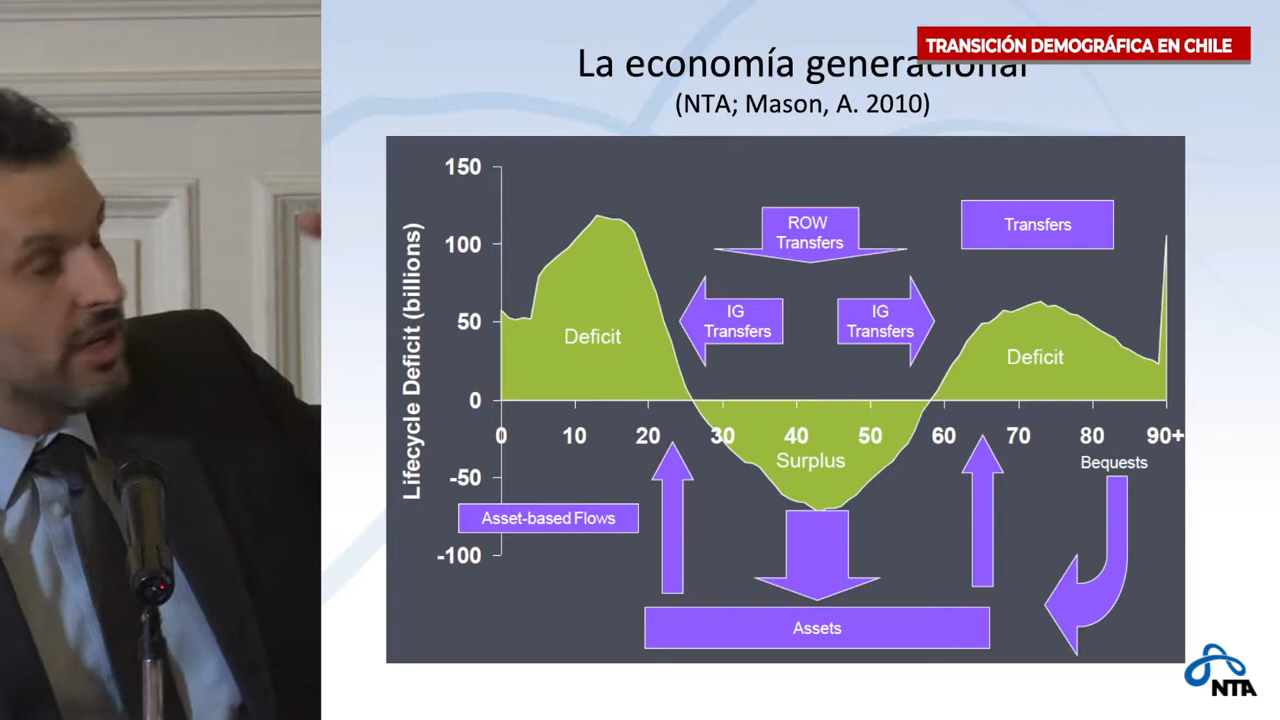 TRANSICIÓN DEMOGRÁFICA EN CHILE
La economía generacional
(NTA; Mason, A. 2010)
Lifecycle Deficit (billions)
150
100
50
0
-50
-100
0 10 20 30 40 50 60 70 80 90+
ROW
Transfers
Transfers
IG
Transfers
IG
Transfers
Deficit
Deficit
Surplus
Bequests
Asset-based Flows
Assets
NTA